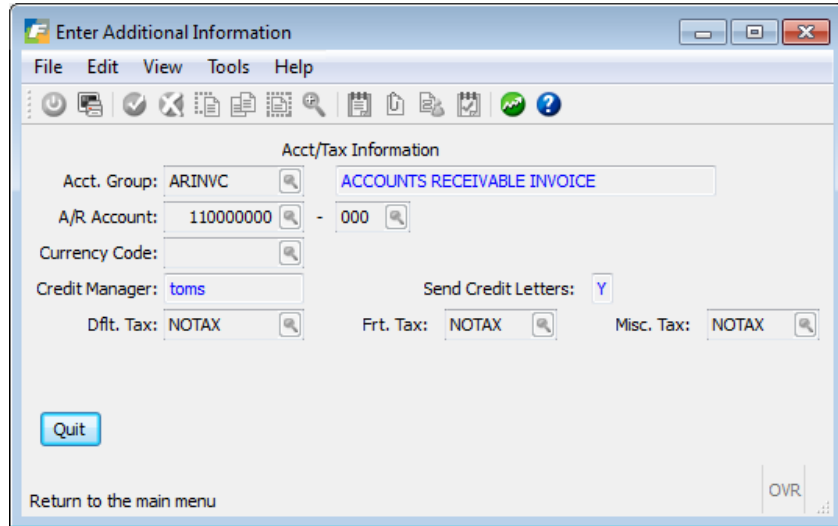 Enter Additional Information
File Edit View Tools Help
Acct/Tax Information
Acct. Group: ARINVC ACCOUNTS RECEIVABLE INVOICE
A/R Account: 110000000 - 000
Currency Code:
Credit Manager: toms Send Credit Letters: Y
Dflt. Tax: NOTAX Frt. Tax: NOTAX Misc. Tax: NOTAX
Quit
Return to the main menu OVR